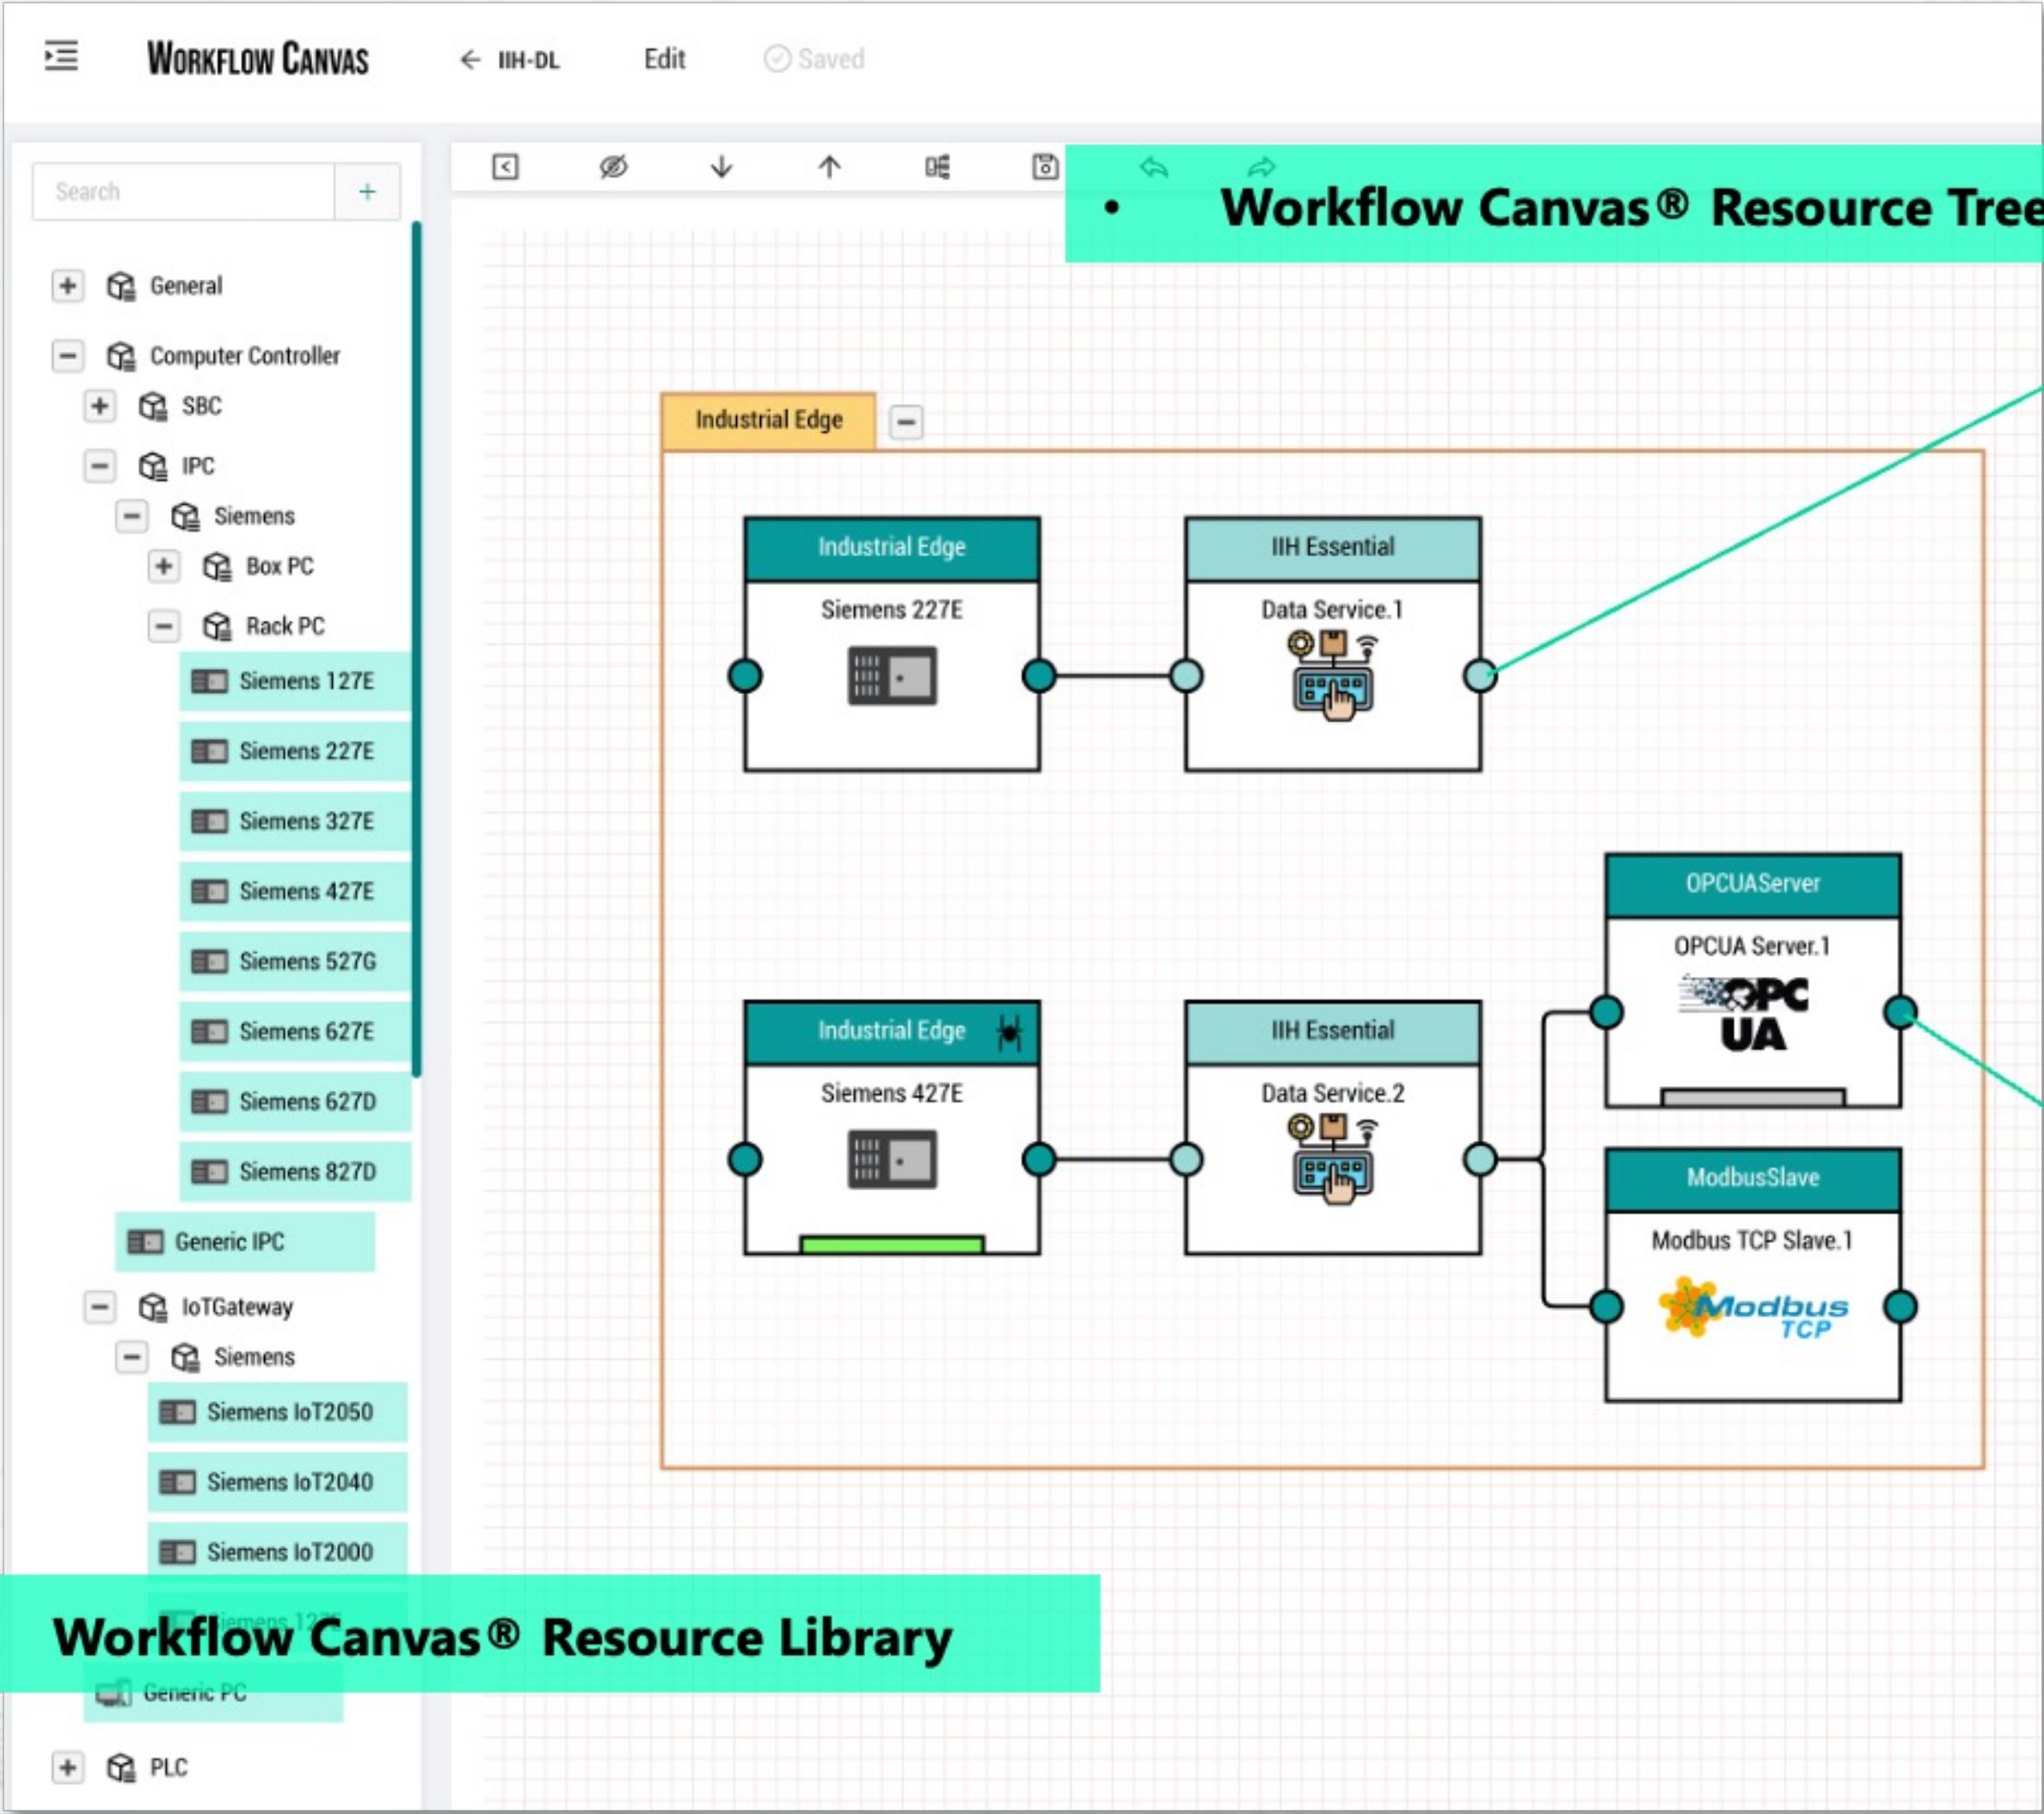 WORKFLOW CANVAS
IIH-DL
Edit
Saved
Search
• Workflow Canvas® Resource Tree
General
Computer Controller
SBC
IPC
Siemens
Box PC
Rack PC
Siemens 127E
Siemens 227E
Siemens 327E
Siemens 427E
Siemens 527G
Siemens 627E
Siemens 627D
Siemens 827D
Generic IPC
IoTGateway
Siemens
Siemens IoT2050
Siemens IoT2040
Siemens IoT2000
Siemens 127E
Workflow Canvas® Resource Library
Generic PC
PLC
Industrial Edge
Industrial Edge
Siemens 227E
IIH Essential
Data Service.1
Industrial Edge
Siemens 427E
IIH Essential
Data Service.2
OPCUAServer
OPCUA Server.1
OPC
UA
ModbusSlave
Modbus TCP Slave.1
Modbus
TCP